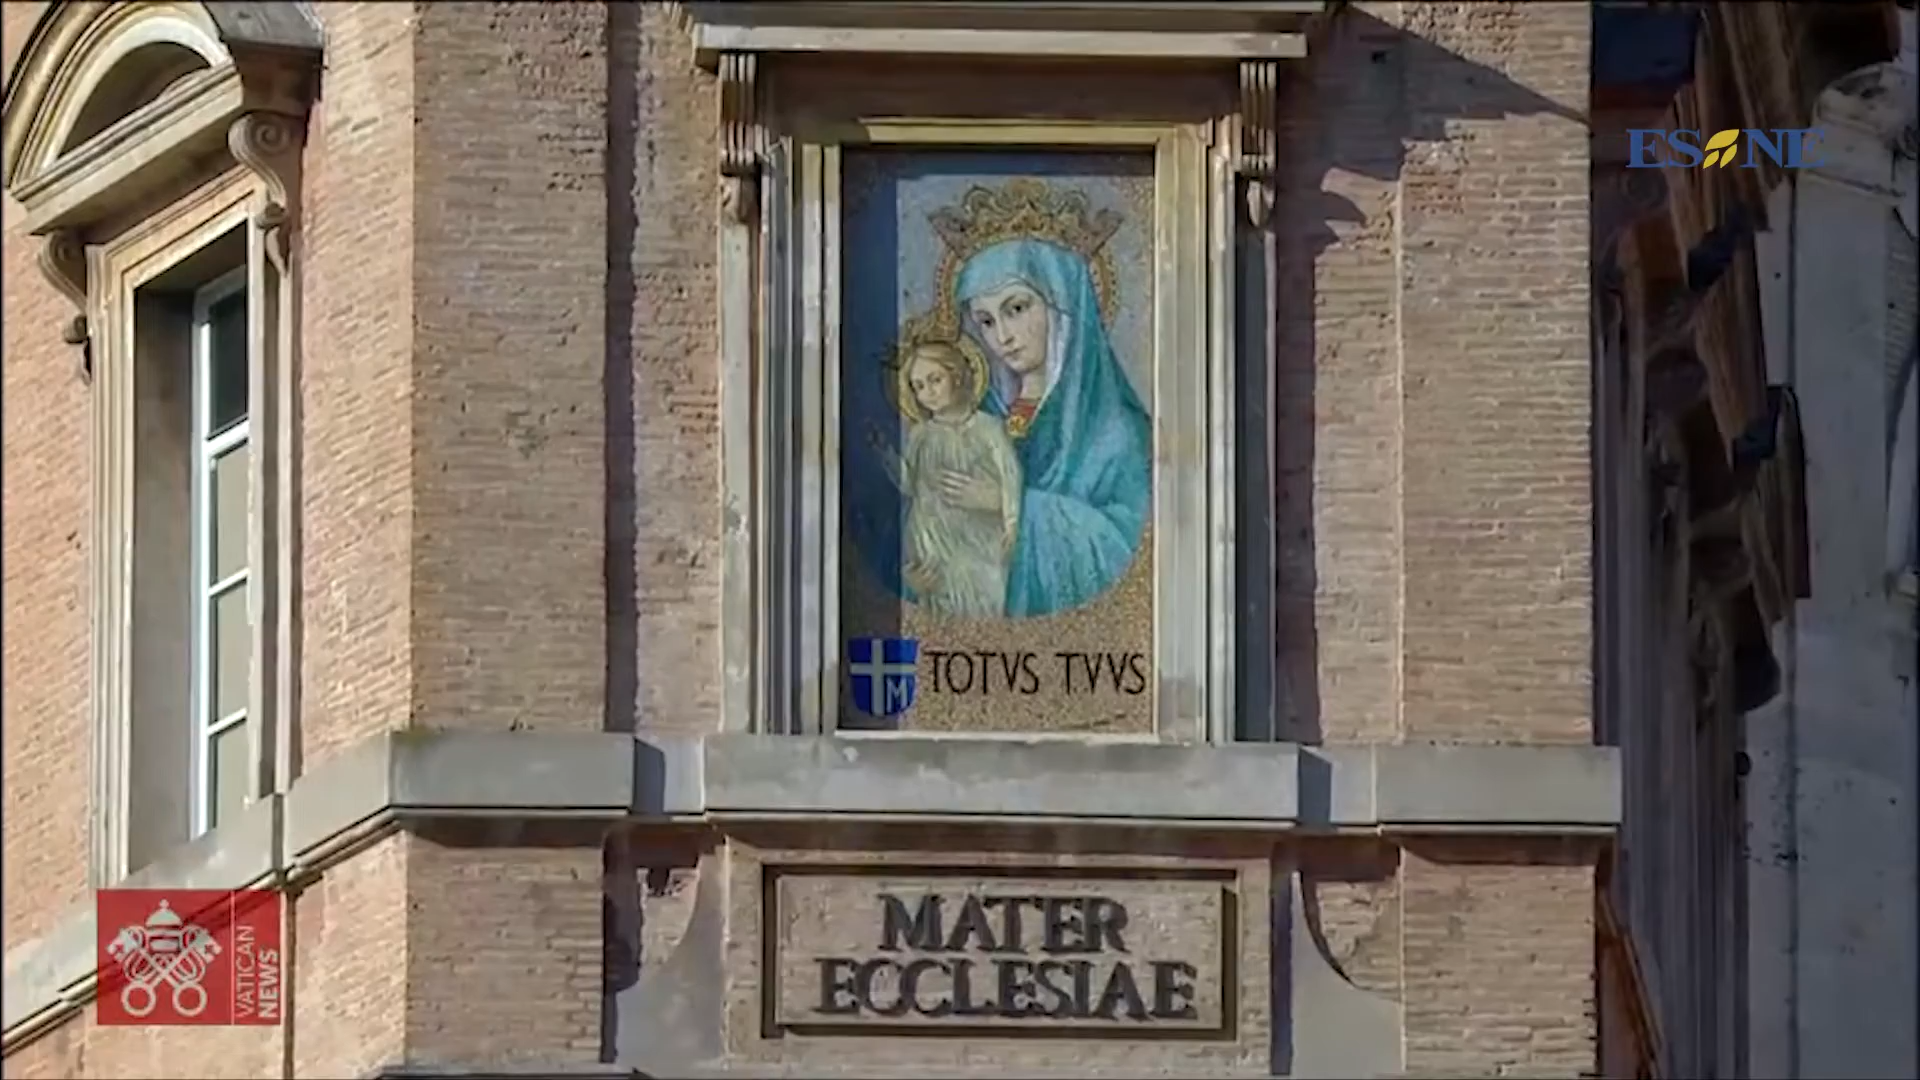 ESNE
M
TOTVS TVVS
MATER
ECCLESIAE
VATICAN
NEWS